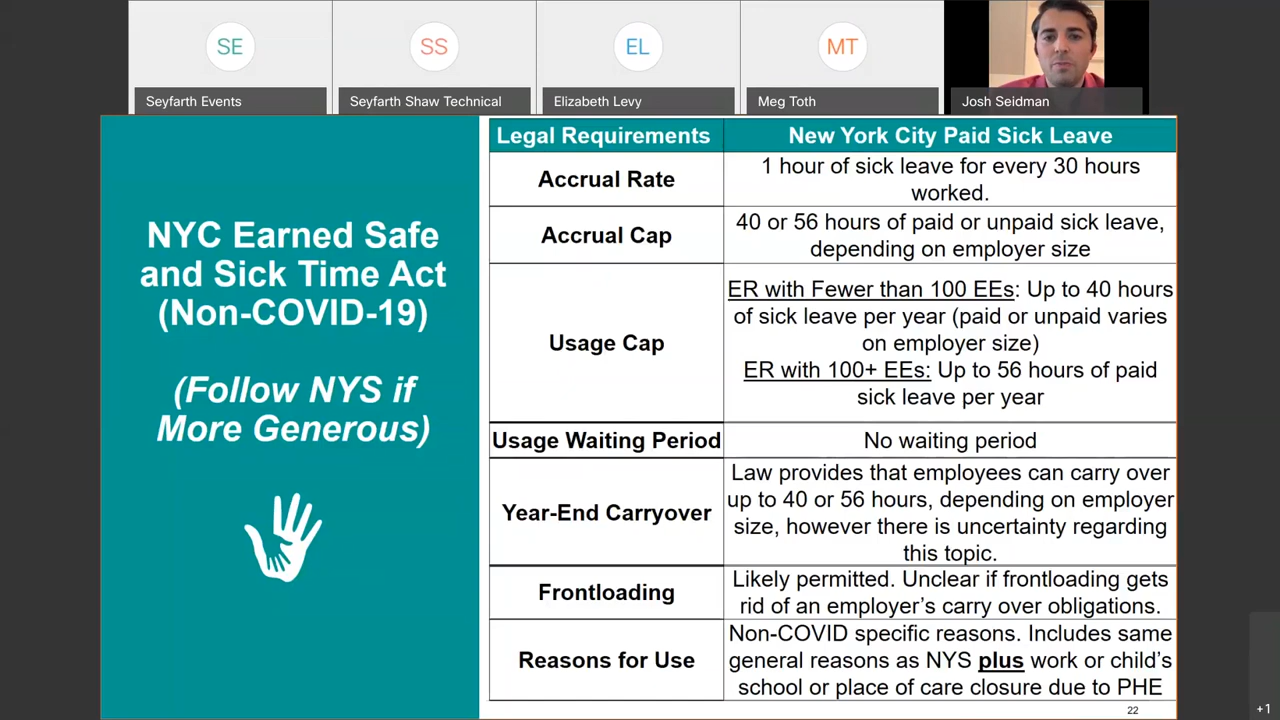 SE
SS
EL
MT
Seyfarth Events
Seyfarth Shaw Technical
Elizabeth Levy
Meg Toth
Josh Seidman
NYC Earned Safe
and Sick Time Act
(Non-COVID-19)
(Follow NYS if
More Generous)
Legal Requirements
New York City Paid Sick Leave
Accrual Rate
1 hour of sick leave for every 30 hours
worked.
Accrual Cap
40 or 56 hours of paid or unpaid sick leave,
depending on employer size
Usage Cap
ER with Fewer than 100 EEs: Up to 40 hours
of sick leave per year (paid or unpaid varies
on employer size)
ER with 100+ EEs: Up to 56 hours of paid
sick leave per year
Usage Waiting Period
No waiting period
Year-End Carryover
Law provides that employees can carry over
up to 40 or 56 hours, depending on employer
size, however there is uncertainty regarding
this topic.
Frontloading
Likely permitted. Unclear if frontloading gets
rid of an employer's carry over obligations.
Reasons for Use
Non-COVID specific reasons. Includes same
general reasons as NYS plus work or child's
school or place of care closure due to PHE
22
+1